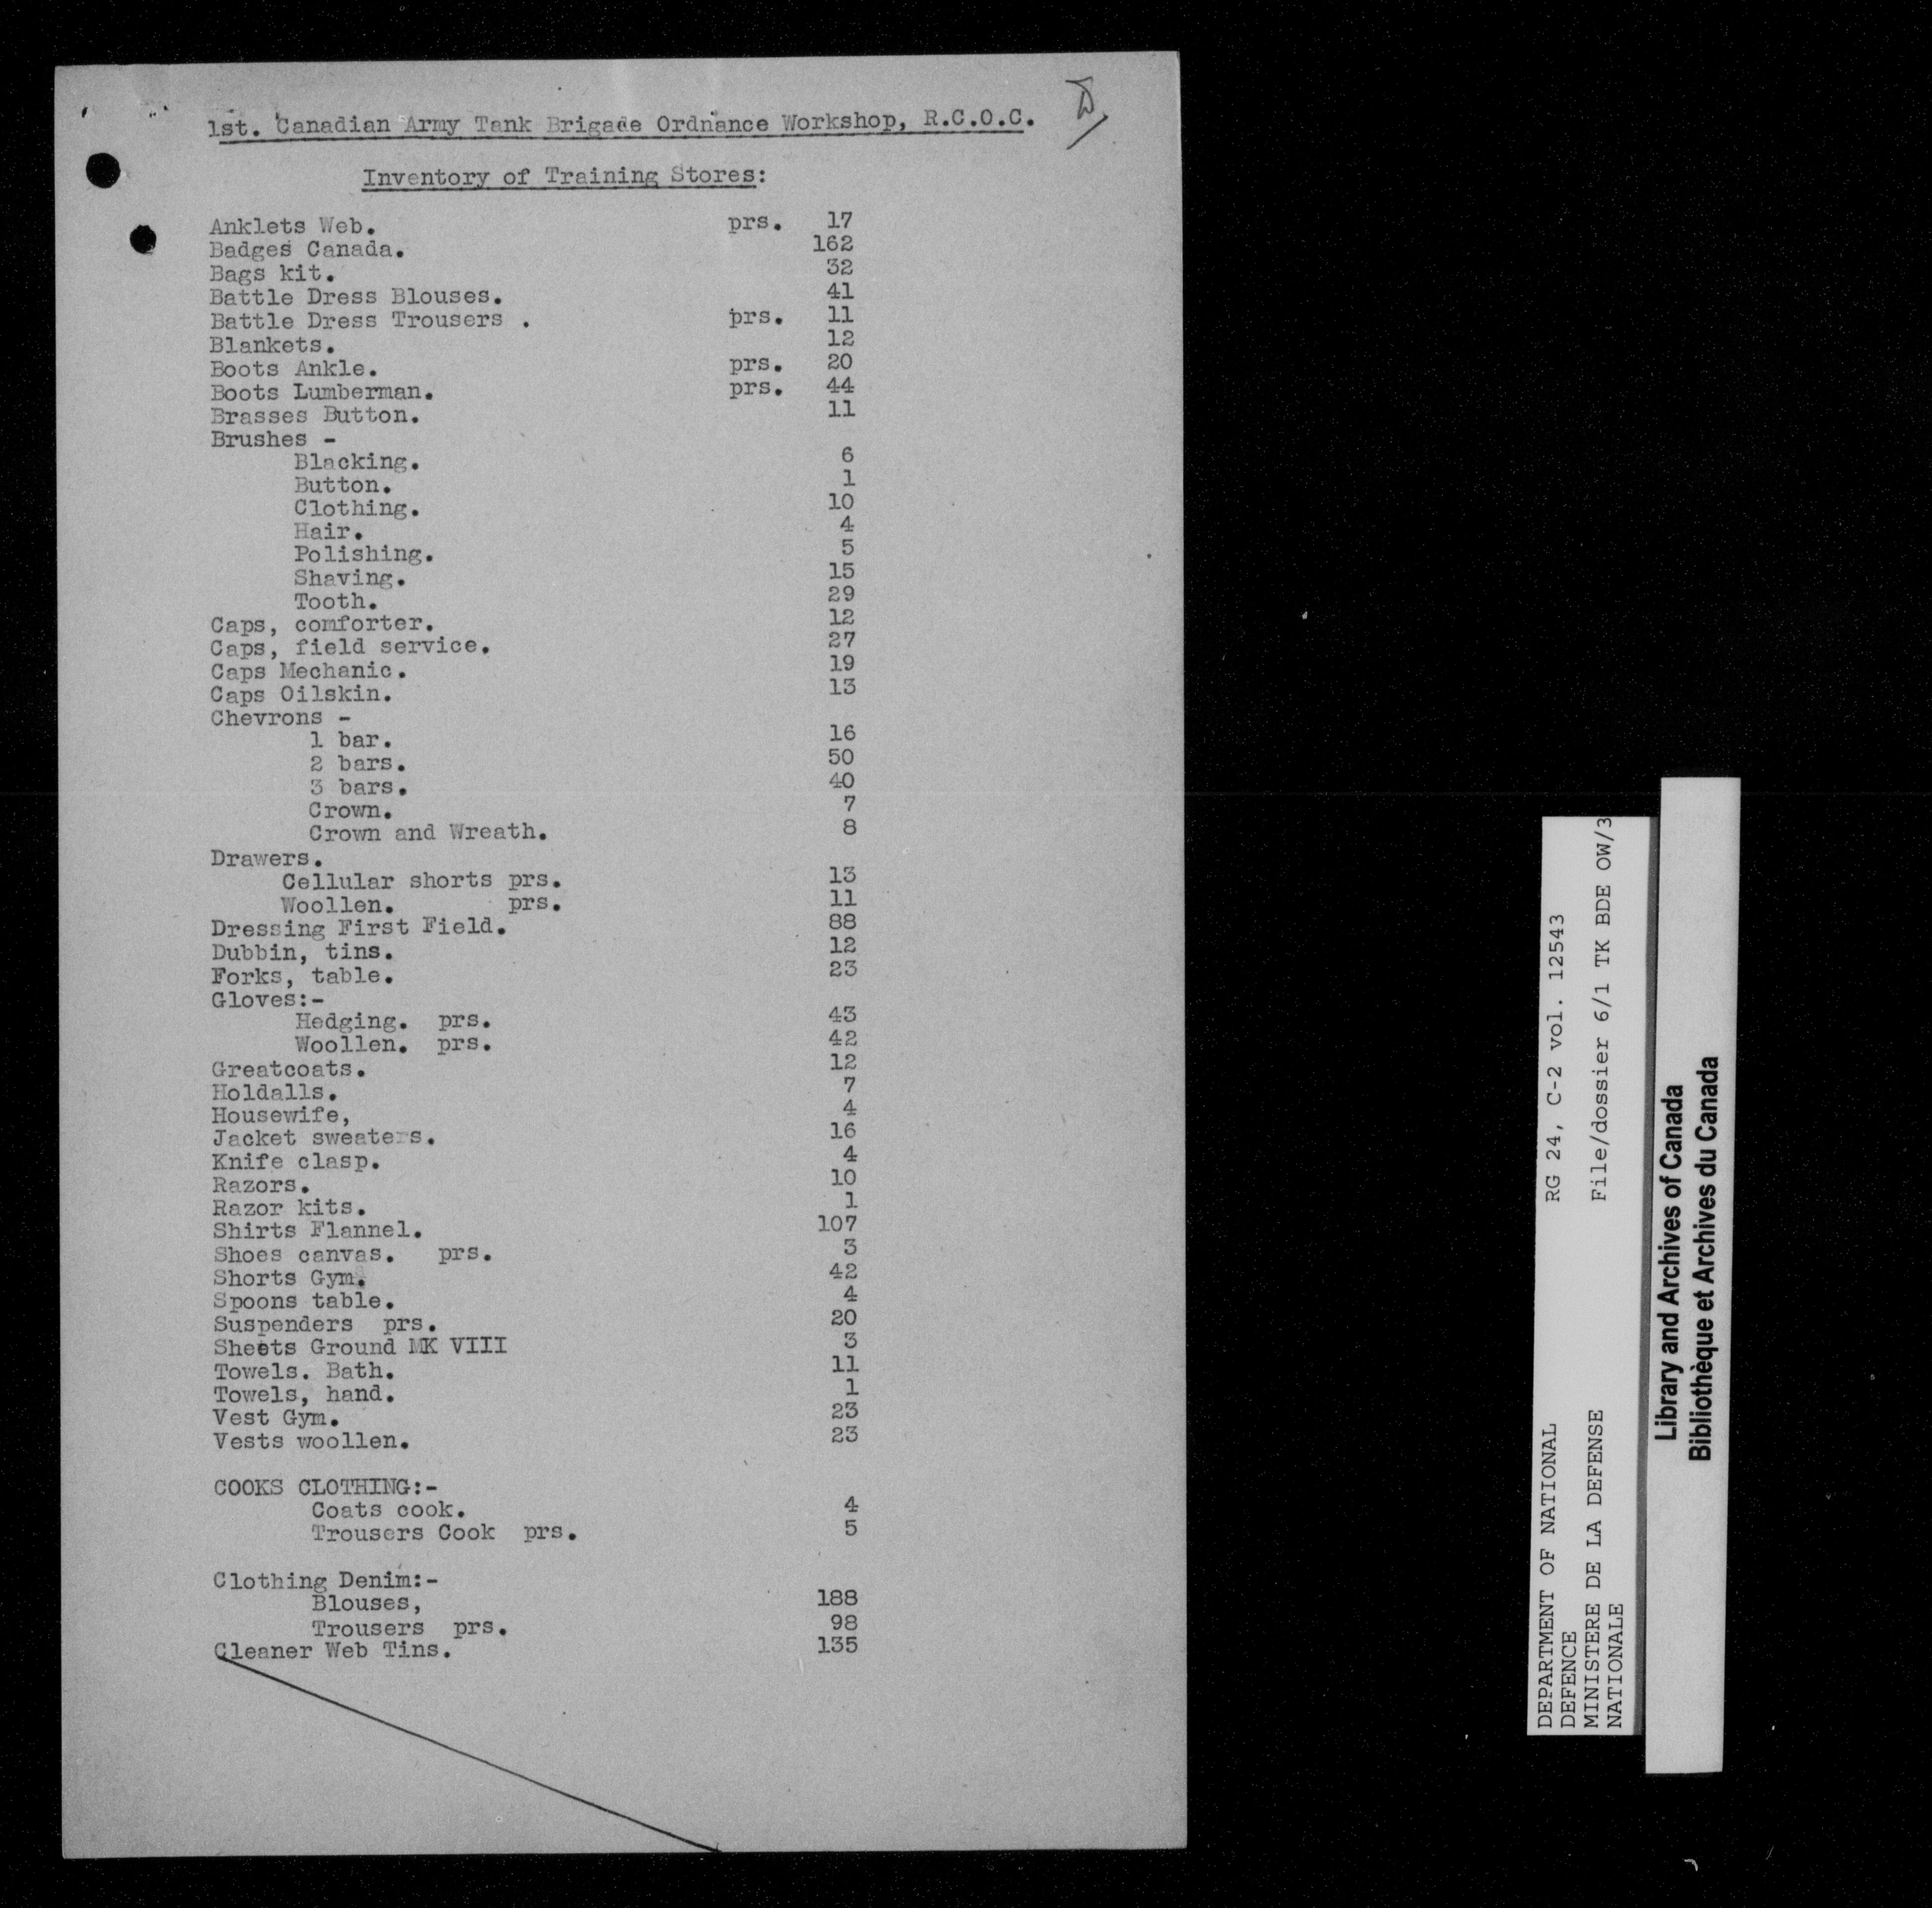 1st. Canadian Army Tank Brigade Ordnance Workshop, R.C.O.C.
Inventory of Training Stores:
Anklets Web. prs. 17
Badges Canada. 162
Bags kit. 32
Battle Dress Blouses. 41
Battle Dress Trousers . prs. 11
Blankets. 12
Boots Ankle. prs. 20
Boots Lumberman. prs. 44
Brasses Button. 11
Brushes -
Blacking. 6
Button. 1
Clothing. 10
Hair. 4
Polishing. 5
Shaving. 15
Tooth. 29
Caps, comforter. 12
Caps, field service. 27
Caps Mechanic. 19
Caps Oilskin. 13
Chevrons -
1 bar. 16
2 bars. 50
3 bars. 40
Crown. 7
Crown and Wreath. 8
Drawers.
Cellular shorts prs. 13
Woollen. prs. 11
Dressing First Field. 88
Dubbin, tins. 12
Forks, table. 23
Gloves:-
Hedging. prs. 43
Woollen. prs. 42
Greatcoats. 12
Holdalls. 7
Housewife, 4
Jacket sweaters. 16
Knife clasp. 4
Razors. 10
Razor kits. 1
Shirts Flannel. 107
Shoes canvas. prs. 3
Shorts Gym. 42
Spoons table. 4
Suspenders prs. 20
Sheets Ground MK VIII 3
Towels. Bath. 11
Towels, hand. 1
Vest Gym. 23
Vests woollen. 23
COOKS CLOTHING:-
Coats cook. 4
Trousers Cook prs. 5
Clothing Denim:-
Blouses, 188
Trousers prs. 98
Cleaner Web Tins. 135
DEPARTMENT OF NATIONAL RG 24, C-2 vol. 12543
DEFENCE
MINISTERE DE LA DEFENSE File/dossier 6/1 TK BDE OW/3
NATIONALE
Library and Archives of Canada
Bibliothèque et Archives du Canada